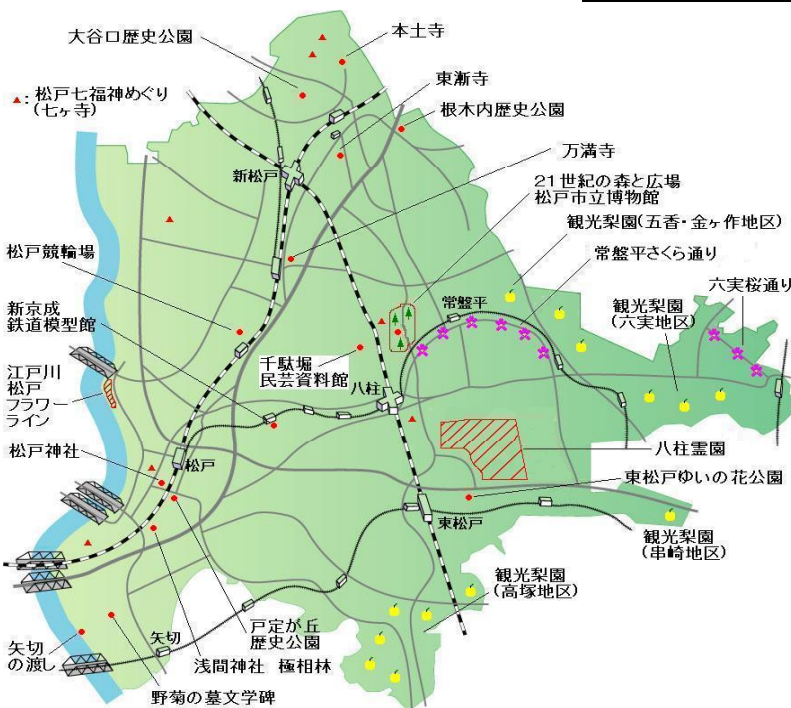 大谷口歴史公園
本土寺
▲：松戸七福神めぐり
(七ヶ寺)
東漸寺
根木内歴史公園
万満寺
新松戸
21世紀の森と広場
松戸市立博物館
観光梨園(五香・金ヶ作地区)
松戸競輪場
常盤平さくら通り
新京成
鉄道模型館
常盤平
観光梨園
(六実地区)
六実桜通り
江戸川
松戸
フラワー
ライン
千駄堀
民芸資料館
八柱
松戸神社
松戸
八柱霊園
東松戸ゆいの花公園
東松戸
観光梨園
(串崎地区)
観光梨園
(高塚地区)
矢切
の渡し
矢切
戸定が丘
歴史公園
浅間神社 極相林
野菊の墓文学碑